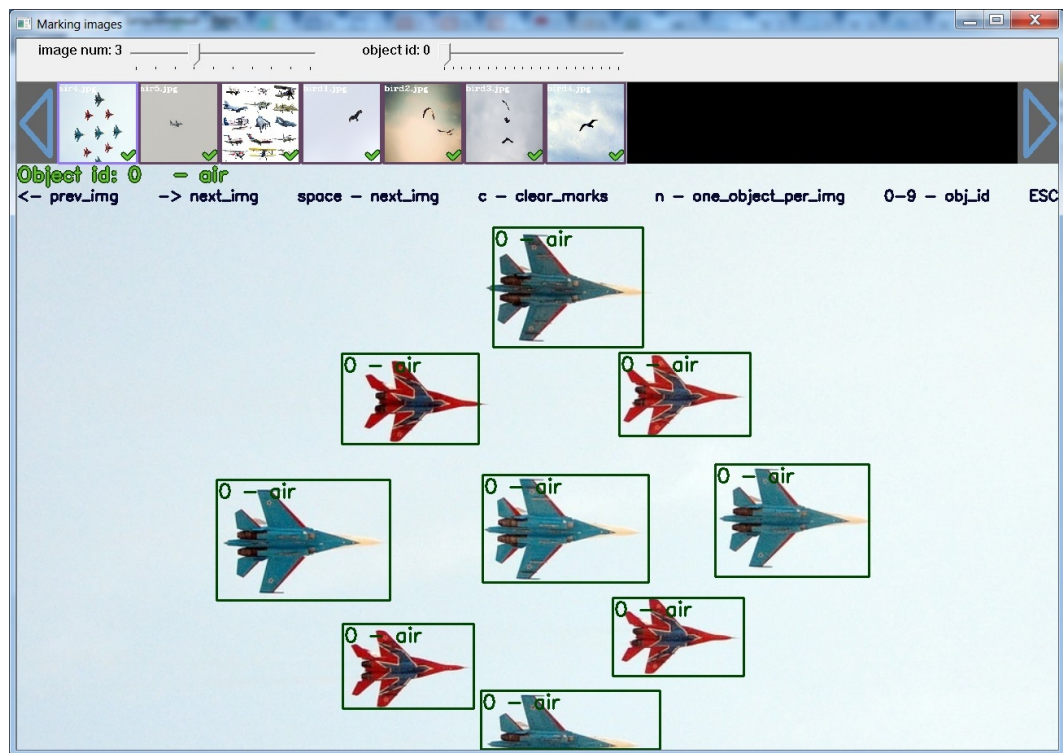 Marking images
image num: 3
object id: 0
air4.jpg
air5.jpg
bird1.jpg
bird2.jpg
bird3.jpg
bird4.jpg
Object id: 0 - air
<- prev_img -> next_img space - next_img c - clear_marks n - one_object_per_img 0-9 - obj_id ESC
0 - air
0 - air
0 - air
0 - air
0 - air
0 - air
0 - air
0 - air
0 - air